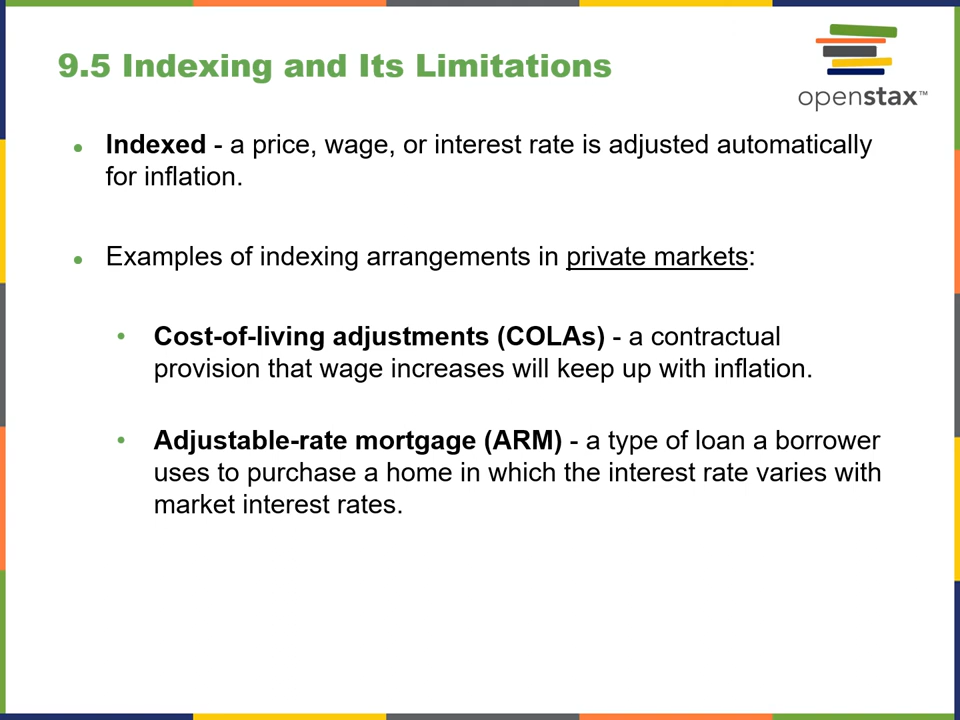 9.5 Indexing and Its Limitations
openstax™
• Indexed - a price, wage, or interest rate is adjusted automatically
for inflation.
• Examples of indexing arrangements in private markets:
• Cost-of-living adjustments (COLAs) - a contractual
provision that wage increases will keep up with inflation.
• Adjustable-rate mortgage (ARM) - a type of loan a borrower
uses to purchase a home in which the interest rate varies with
market interest rates.